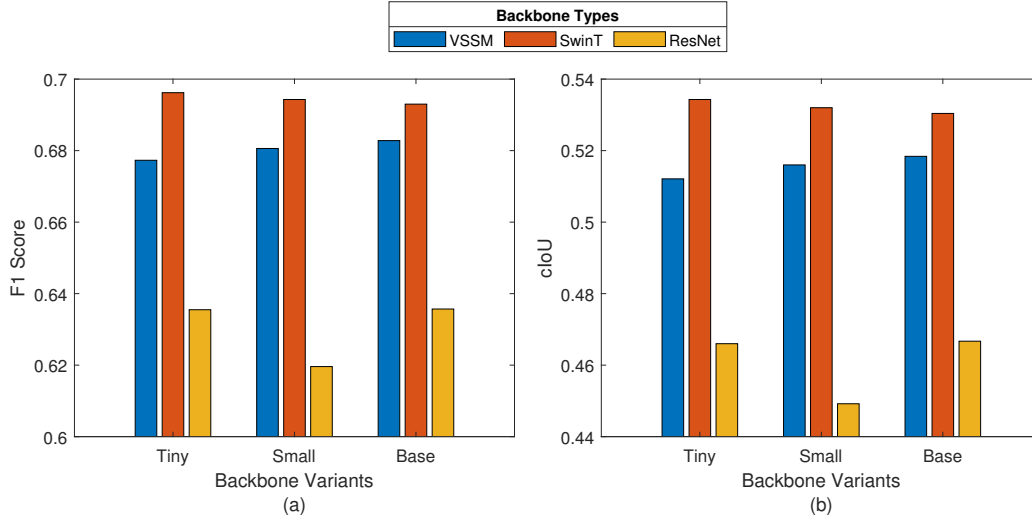 Backbone Types
VSSM SwinT ResNet
0.7
0.68
0.66
0.64
0.62
0.6
F1 Score
Tiny Small Base
Backbone Variants
(a)
0.54
0.52
0.5
0.48
0.46
0.44
cIoU
Tiny Small Base
Backbone Variants
(b)